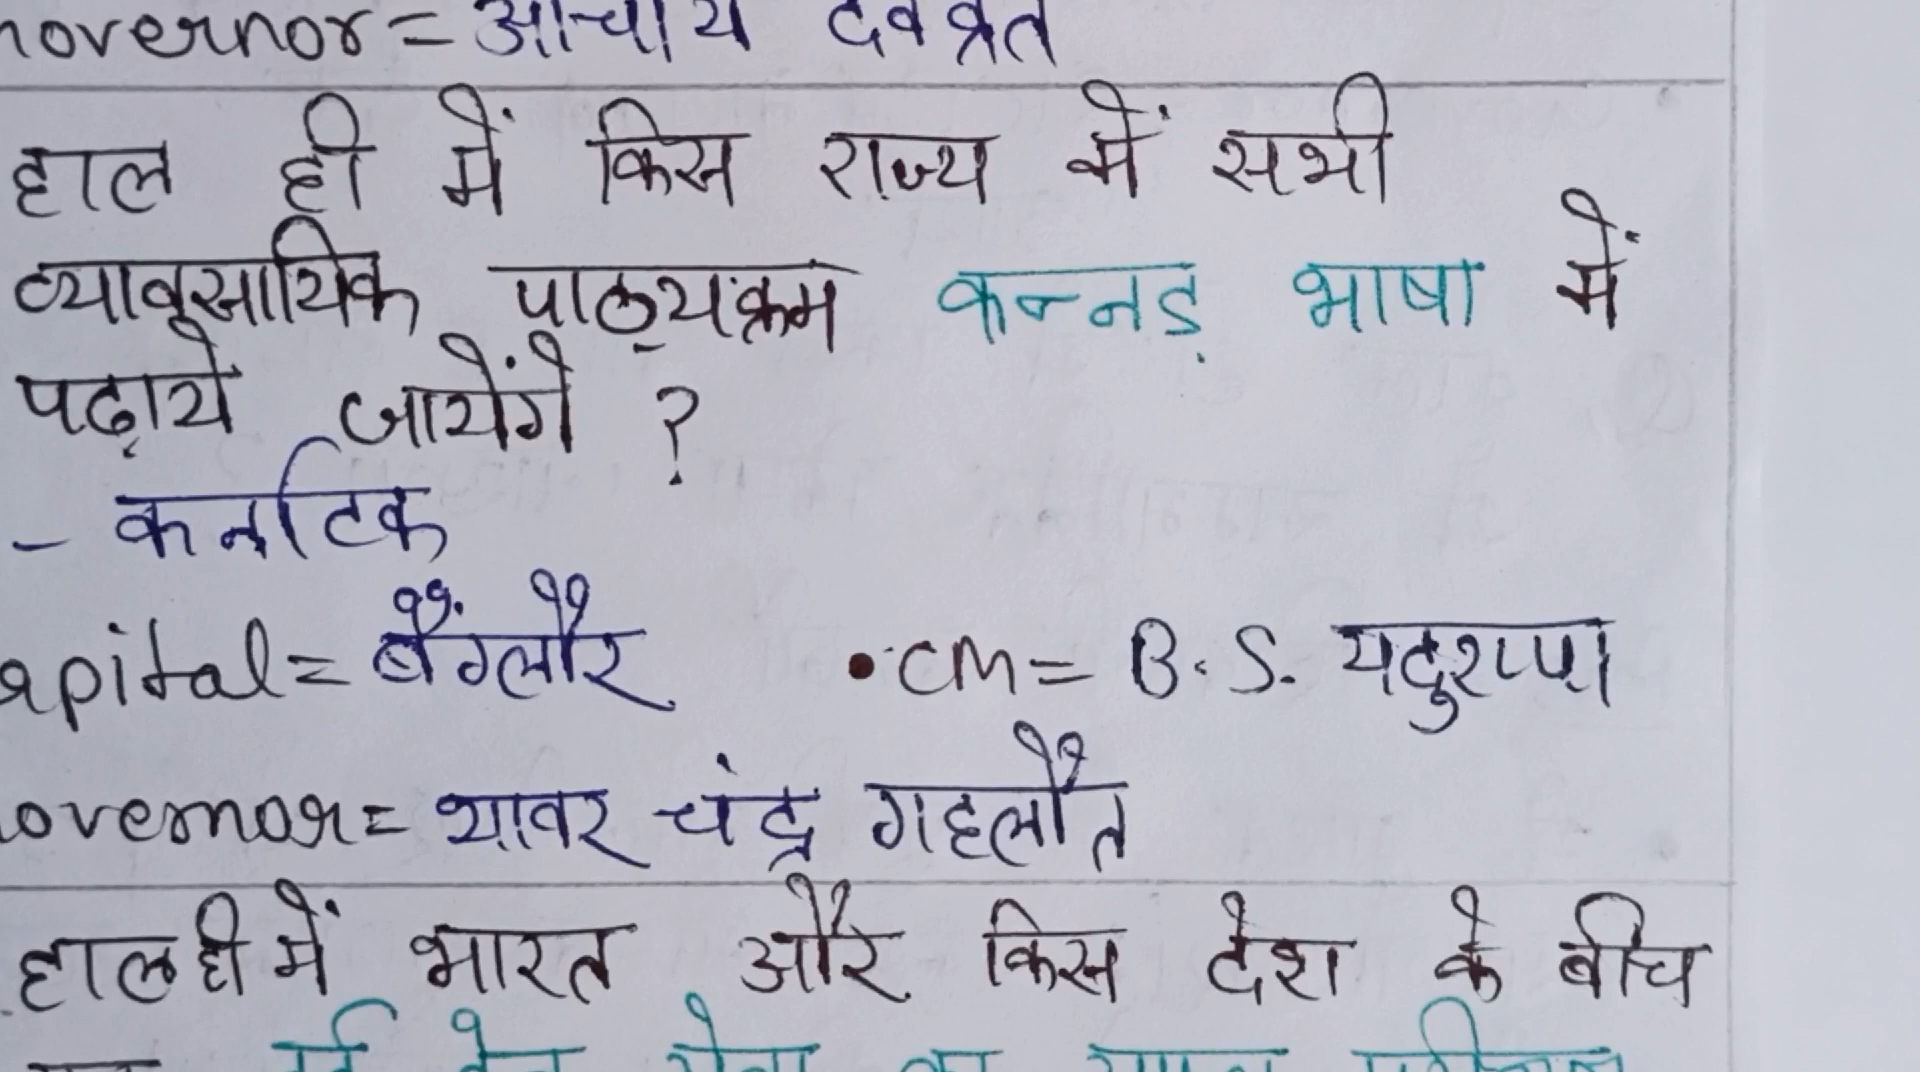 overnor = आचार्य देवव्रत
हाल ही में किस राज्य में सभी
व्यावसायिक पाठ्यक्रम कन्नड़ भाषा में
पढ़ाये जायेंगे ?
- कर्नाटक
apital = बैंग्लौर • CM = B.S. यदुरप्पा
overnor = थावर चंद्र गहलौत
हाल ही में भारत और किस देश के बीच